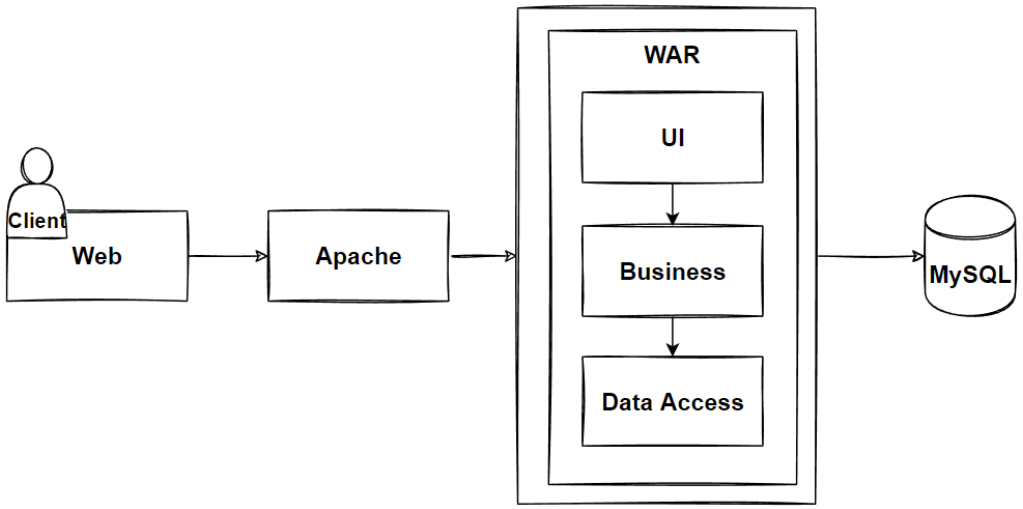 Client
Web
Apache
WAR
UI
Business
Data Access
MySQL